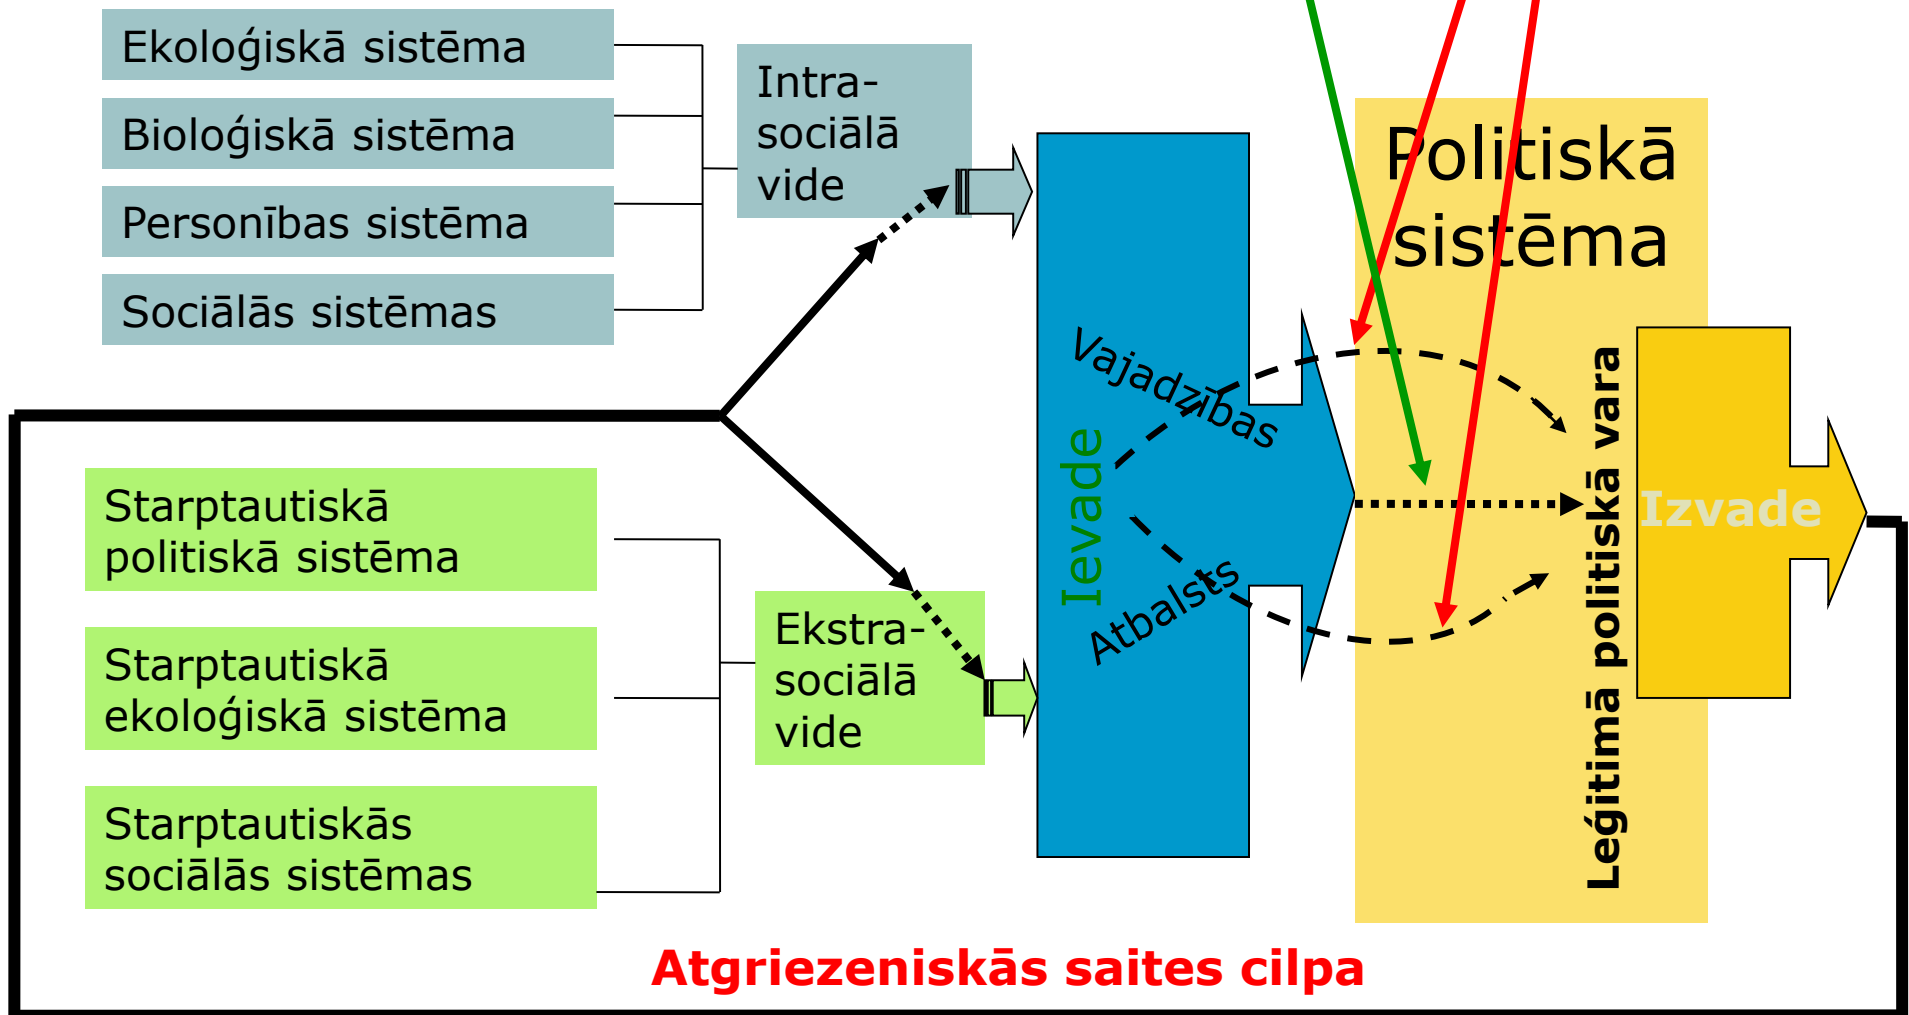 Ekoloģiskā sistēma
Bioloģiskā sistēma
Personības sistēma
Sociālās sistēmas
Intra-
sociālā
vide
Starptautiskā
politiskā sistēma
Starptautiskā
ekoloģiskā sistēma
Starptautiskās
sociālās sistēmas
Ekstra-
sociālā
vide
Ievade
Vajadzības
Atbalsts
Politiskā
sistēma
Leģitimā politiskā vara
Izvade
Atgriezeniskās saites cilpa